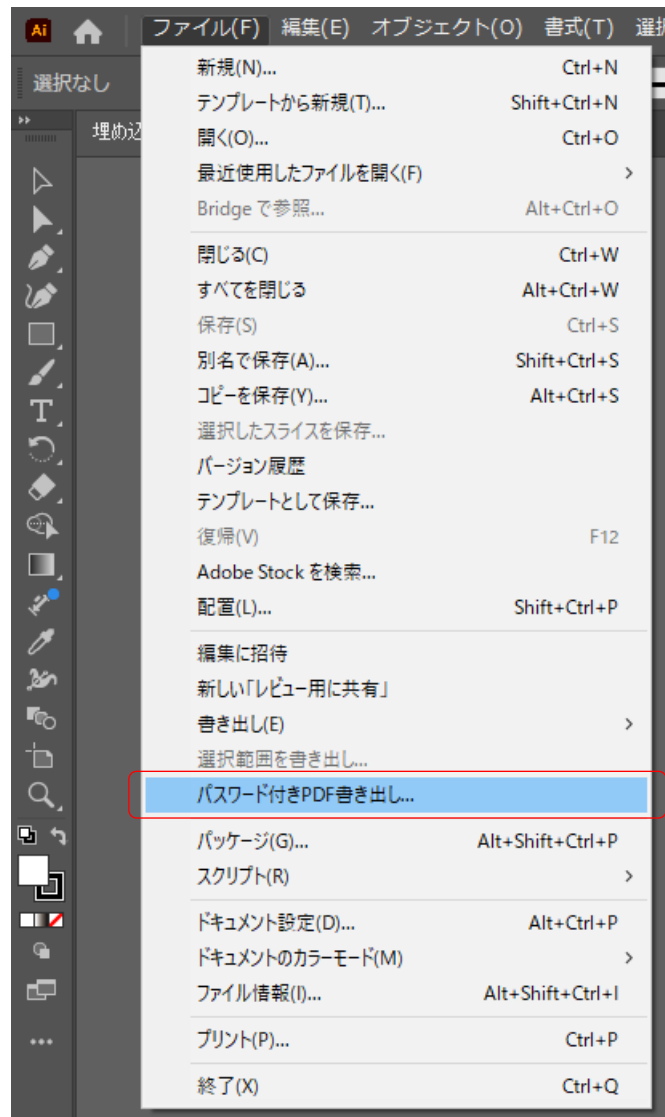 Ai ファイル(F) 編集(E) オブジェクト(O) 書式(T) 選択
選択なし
埋め込
新規(N)... Ctrl+N
テンプレートから新規(T)... Shift+Ctrl+N
開く(O)... Ctrl+O
最近使用したファイルを開く(F)
Bridge で参照... Alt+Ctrl+O
閉じる(C) Ctrl+W
すべてを閉じる Alt+Ctrl+W
保存(S) Ctrl+S
別名で保存(A)... Shift+Ctrl+S
コピーを保存(Y)... Alt+Ctrl+S
選択したスライスを保存...
バージョン履歴
テンプレートとして保存...
復帰(V) F12
Adobe Stock を検索...
配置(L)... Shift+Ctrl+P
編集に招待
新しい「レビュー用に共有」
書き出し(E)
選択範囲を書き出し...
パスワード付きPDF書き出し...
パッケージ(G)... Alt+Shift+Ctrl+P
スクリプト(R)
ドキュメント設定(D)... Alt+Ctrl+P
ドキュメントのカラーモード(M)
ファイル情報(I)... Alt+Shift+Ctrl+I
プリント(P)... Ctrl+P
終了(X) Ctrl+Q